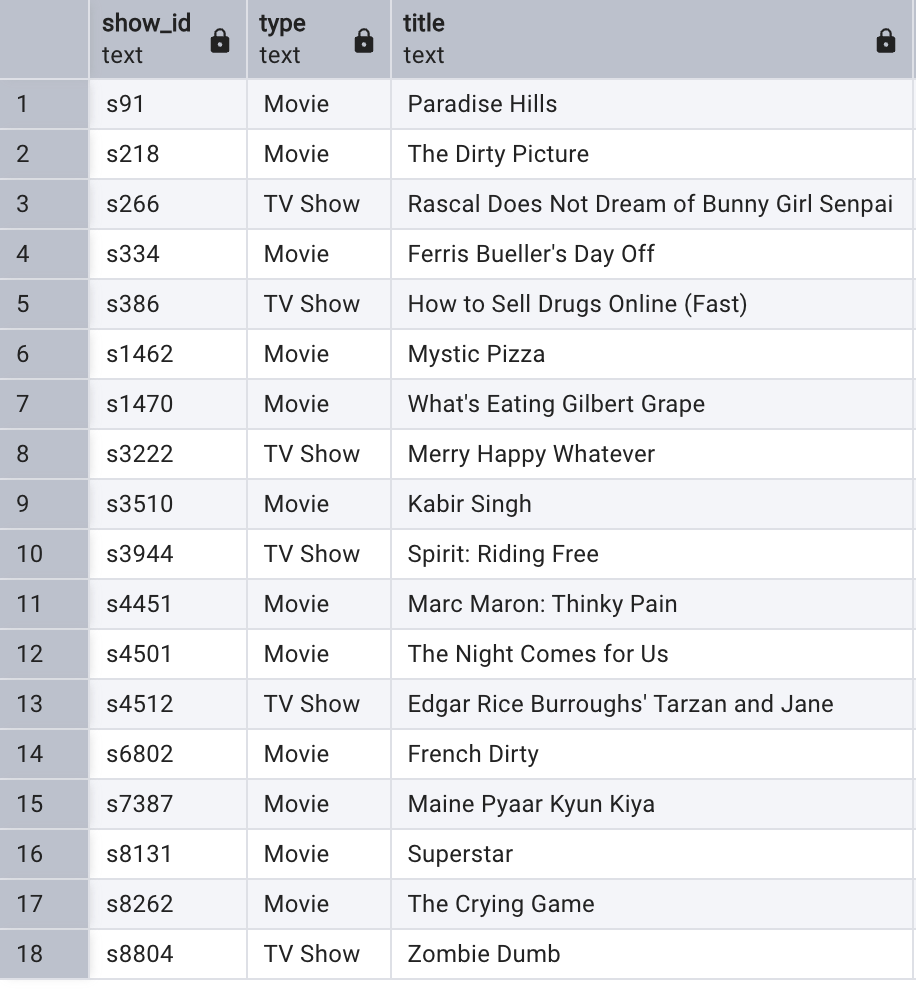 show_id type title
text text text
1 s91 Movie Paradise Hills
2 s218 Movie The Dirty Picture
3 s266 TV Show Rascal Does Not Dream of Bunny Girl Senpai
4 s334 Movie Ferris Bueller's Day Off
5 s386 TV Show How to Sell Drugs Online (Fast)
6 s1462 Movie Mystic Pizza
7 s1470 Movie What's Eating Gilbert Grape
8 s3222 TV Show Merry Happy Whatever
9 s3510 Movie Kabir Singh
10 s3944 TV Show Spirit: Riding Free
11 s4451 Movie Marc Maron: Thinky Pain
12 s4501 Movie The Night Comes for Us
13 s4512 TV Show Edgar Rice Burroughs' Tarzan and Jane
14 s6802 Movie French Dirty
15 s7387 Movie Maine Pyaar Kyun Kiya
16 s8131 Movie Superstar
17 s8262 Movie The Crying Game
18 s8804 TV Show Zombie Dumb